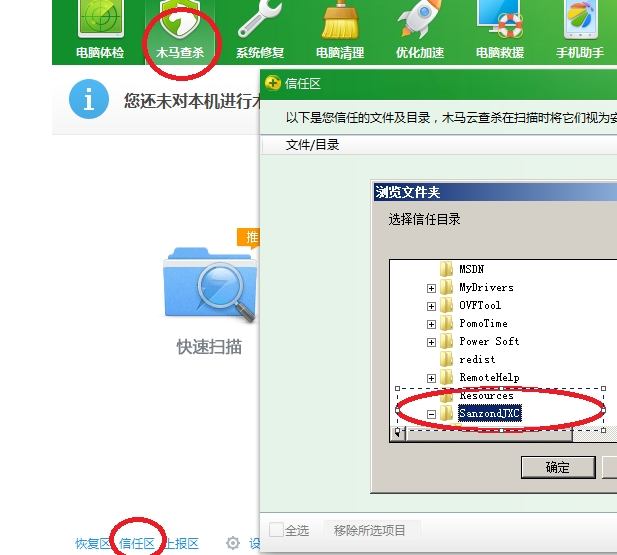 电脑体检 木马查杀 系统修复 电脑清理 优化加速 电脑救援 手机助手
信任区
您还未对本机进行木
以下是您信任的文件及目录，木马云查杀在扫描时将它们视为安
文件/目录
浏览文件夹
选择信任目录
推
快速扫描
MSDN
MyDrivers
OVFTool
PomoTime
Power Soft
redist
RemoteHelp
Resources
SanzondJXC
确定
全选 移除所选项目
恢复区 信任区 上报区 设